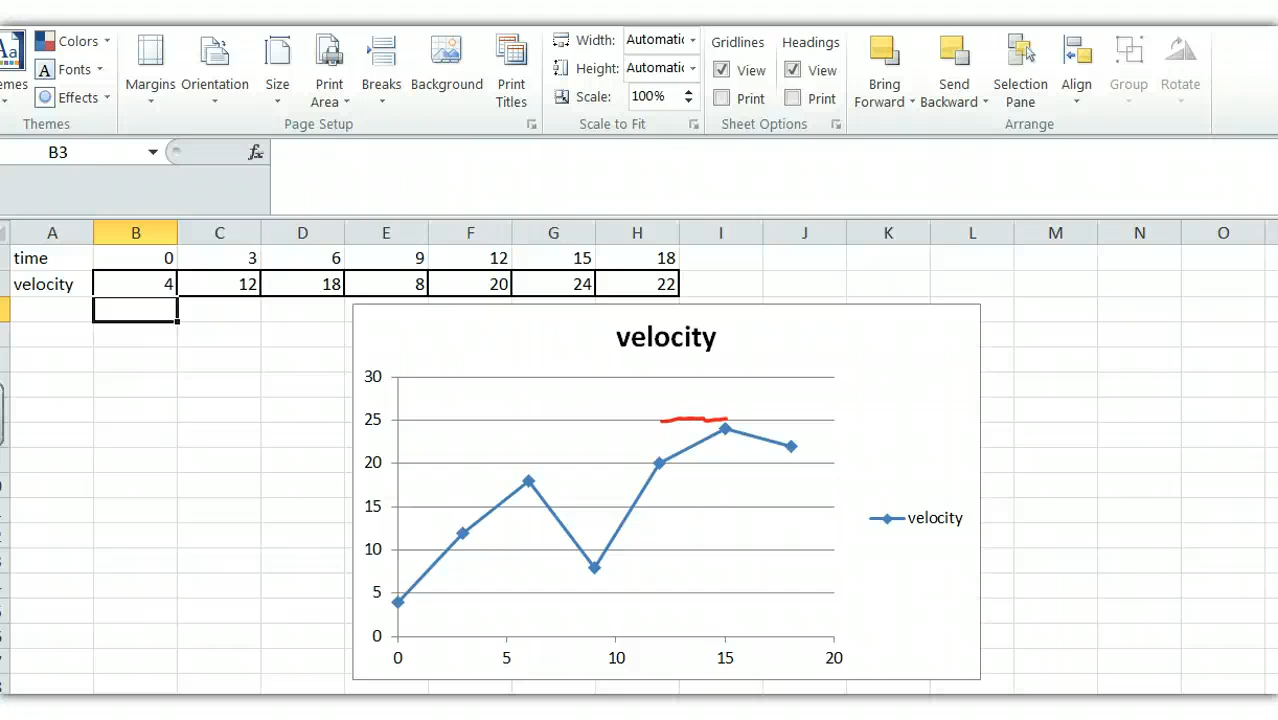 Colors
Fonts
Effects
Themes
Margins Orientation Size Print Area Breaks Background Print Titles
Page Setup
Width: Automatic
Height: Automatic
Scale: 100%
Scale to Fit
Gridlines Headings
View View
Print Print
Sheet Options
Bring Forward Send Backward Selection Pane Align Group Rotate
Arrange
B3 fx
A B C D E F G H I J K L M N O
time 0 3 6 9 12 15 18
velocity 4 12 18 8 20 24 22
velocity
30
25
20
15
10
5
0
velocity
0 5 10 15 20